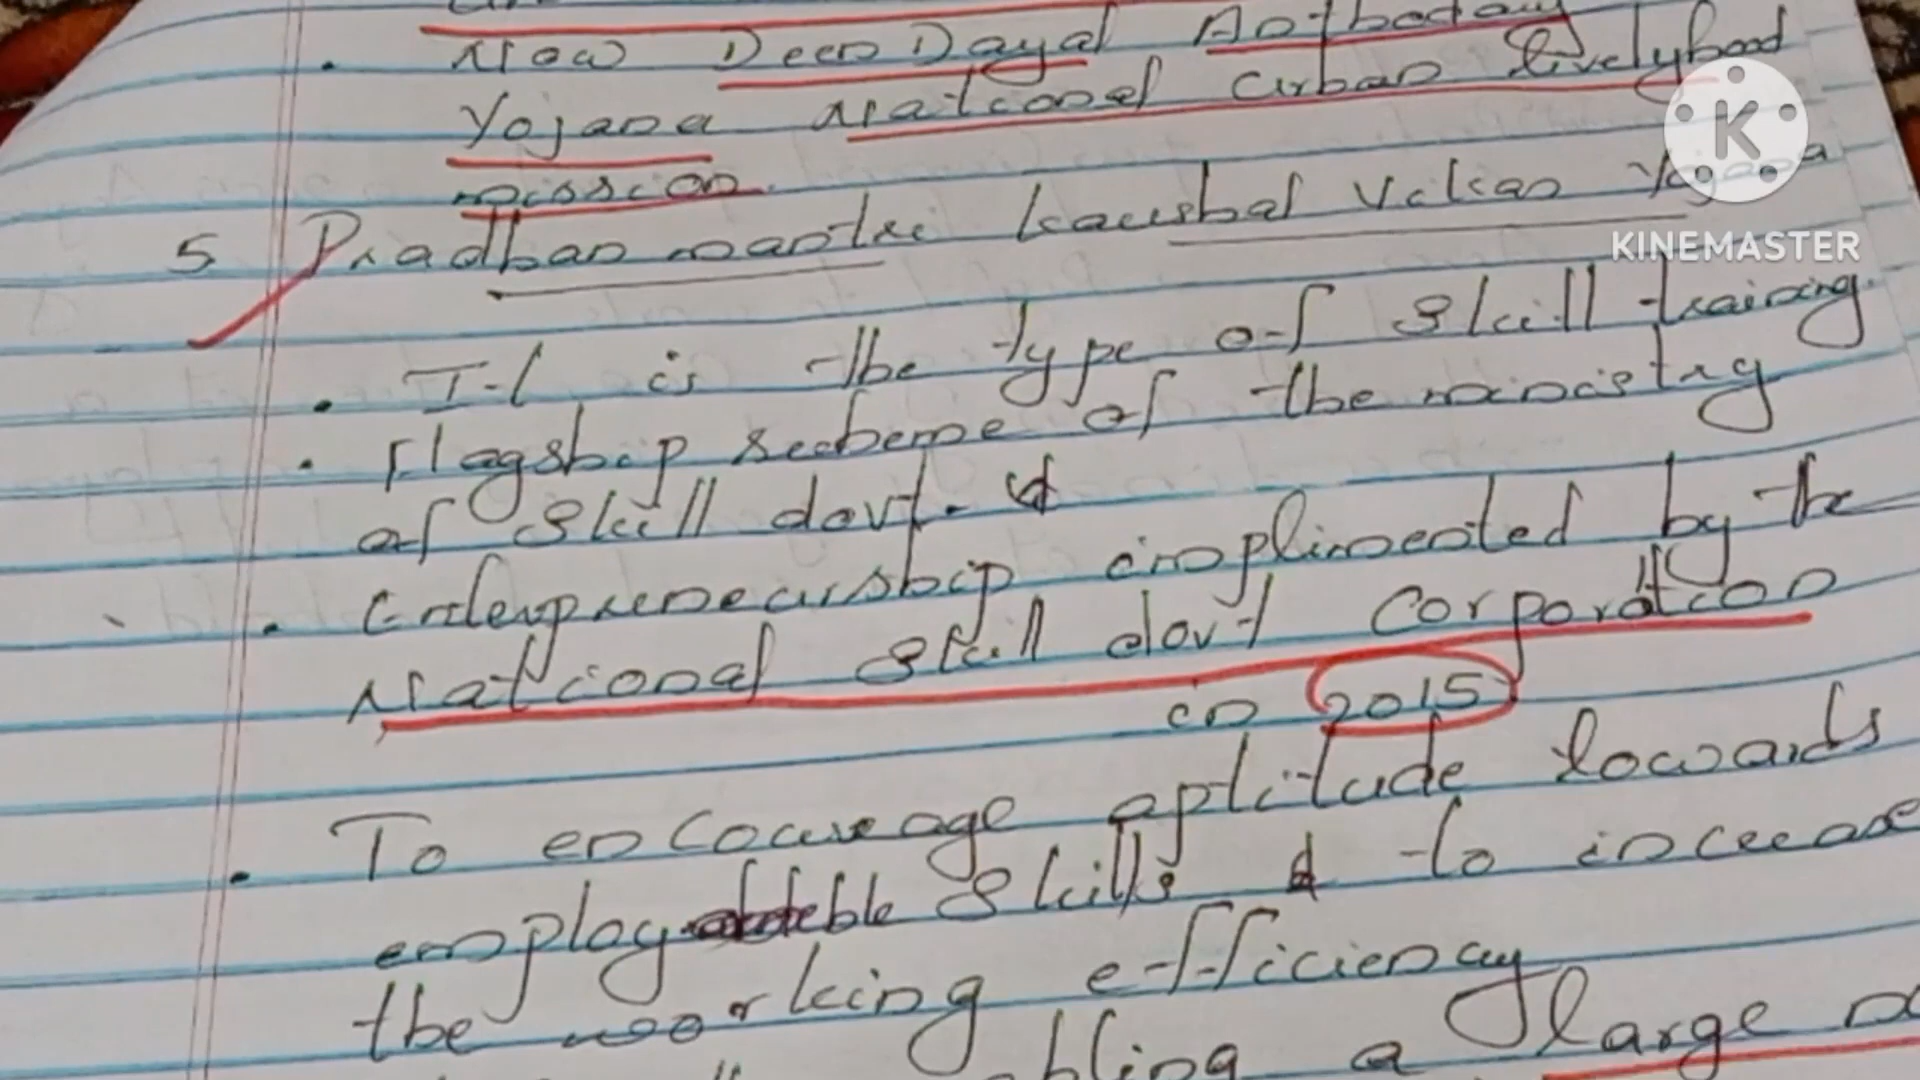 . Now Deen Dayal Antboday
Yojana National Urban livelyhood
mission
5 Pradhan mantri kaushal Vikas Yojana
K
KINEMASTER
. It is the type of skill training.
. Flagship scheme of the ministry
of skill devt. &
. Enterpreneurship implimented by the
National skill devt Corporation
in 2015
. To encourage aptitude towards
employable skills & to increase
the working efficiency
a large